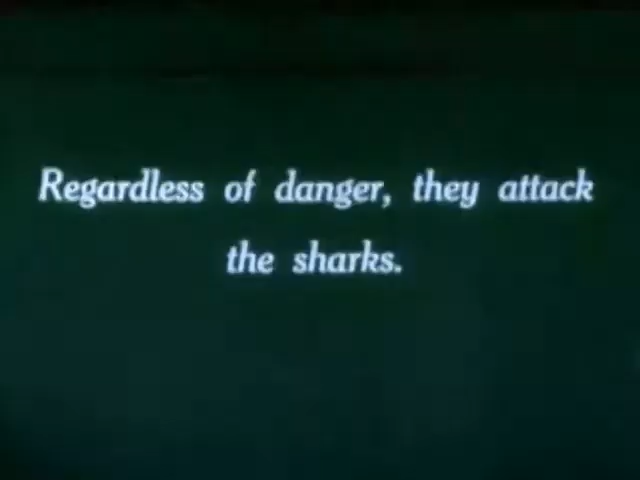 Regardless of danger, they attack
the sharks.